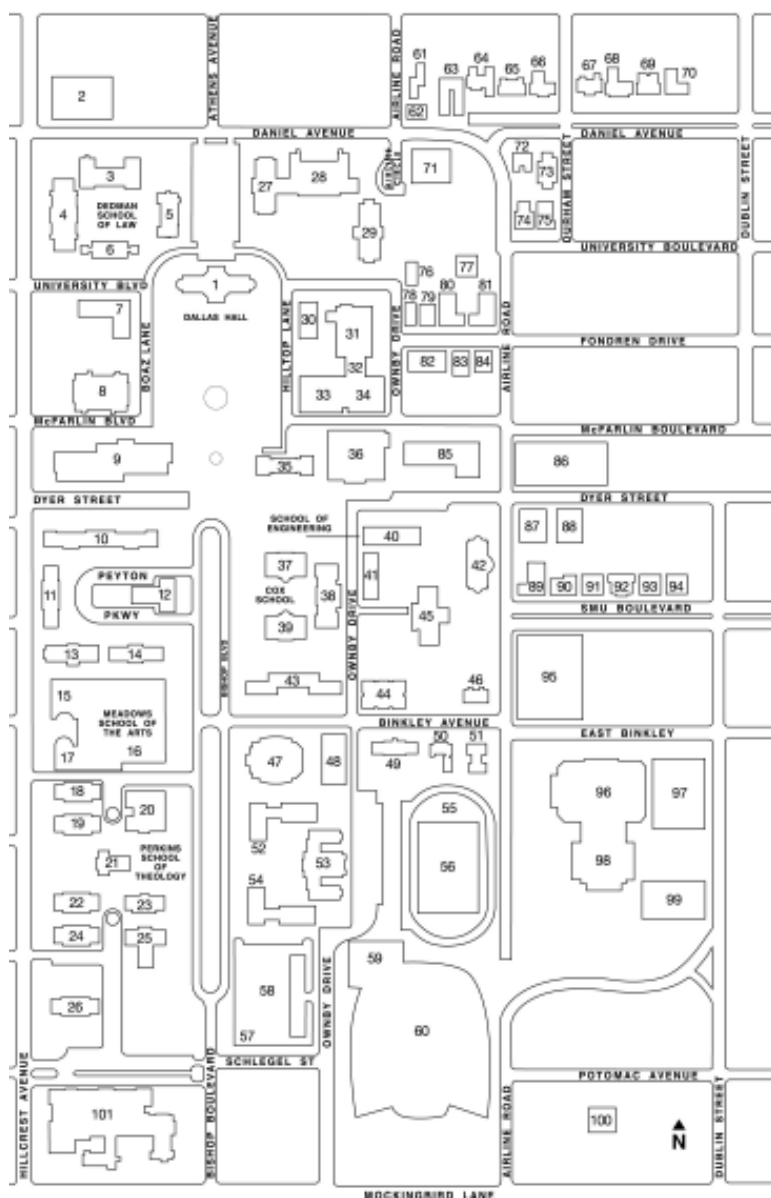 ATHENS AVENUE
AIRLINE ROAD
61
64
66
63
65
62
67
68
69
70
2
DANIEL AVENUE
DANIEL AVENUE
3
4
DEDMAN
SCHOOL
OF LAW
5
6
27
28
29
71
72
73
74
75
DURHAM STREET
DUBLIN STREET
UNIVERSITY BOULEVARD
UNIVERSITY BLVD
1
DALLAS HALL
76
77
78
79
80
81
7
BOAZ LANE
HILLTOP LANE
30
31
32
33
34
OWNBY DRIVE
AIRLINE ROAD
FONDREN DRIVE
82
83
84
8
McFARLIN BLVD
McFARLIN BOULEVARD
9
35
36
85
86
DYER STREET
DYER STREET
SCHOOL OF
ENGINEERING
10
37
40
41
42
87
88
PEYTON
PKWY
11
12
COX
SCHOOL
38
39
45
89
90
91
92
93
94
SMU BOULEVARD
OWNBY DRIVE
BISHOP BLVD
13
14
43
44
46
95
15
MEADOWS
SCHOOL OF
THE ARTS
16
17
BINKLEY AVENUE
EAST BINKLEY
47
48
49
50
51
18
19
20
52
53
54
55
56
96
97
98
99
PERKINS
SCHOOL
OF
THEOLOGY
21
22
23
24
25
26
57
58
59
60
OWNBY DRIVE
SCHLEGEL ST
POTOMAC AVENUE
HILLCREST AVENUE
101
BISHOP BOULEVARD
AIRLINE ROAD
100
N
DUBLIN STREET
MOCKINGBIRD LANE